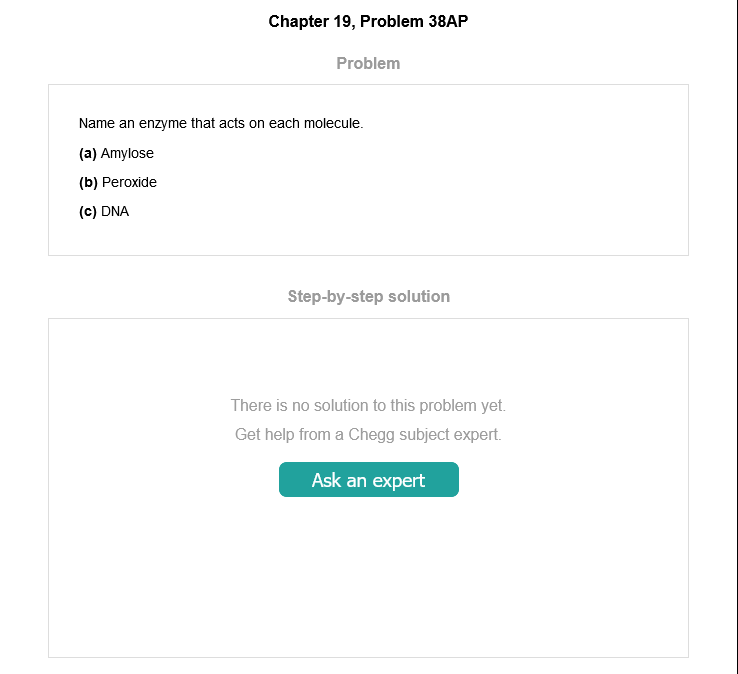 Chapter 19, Problem 38AP
Problem
Name an enzyme that acts on each molecule.
(a) Amylose
(b) Peroxide
(c) DNA
Step-by-step solution
There is no solution to this problem yet.
Get help from a Chegg subject expert.
Ask an expert